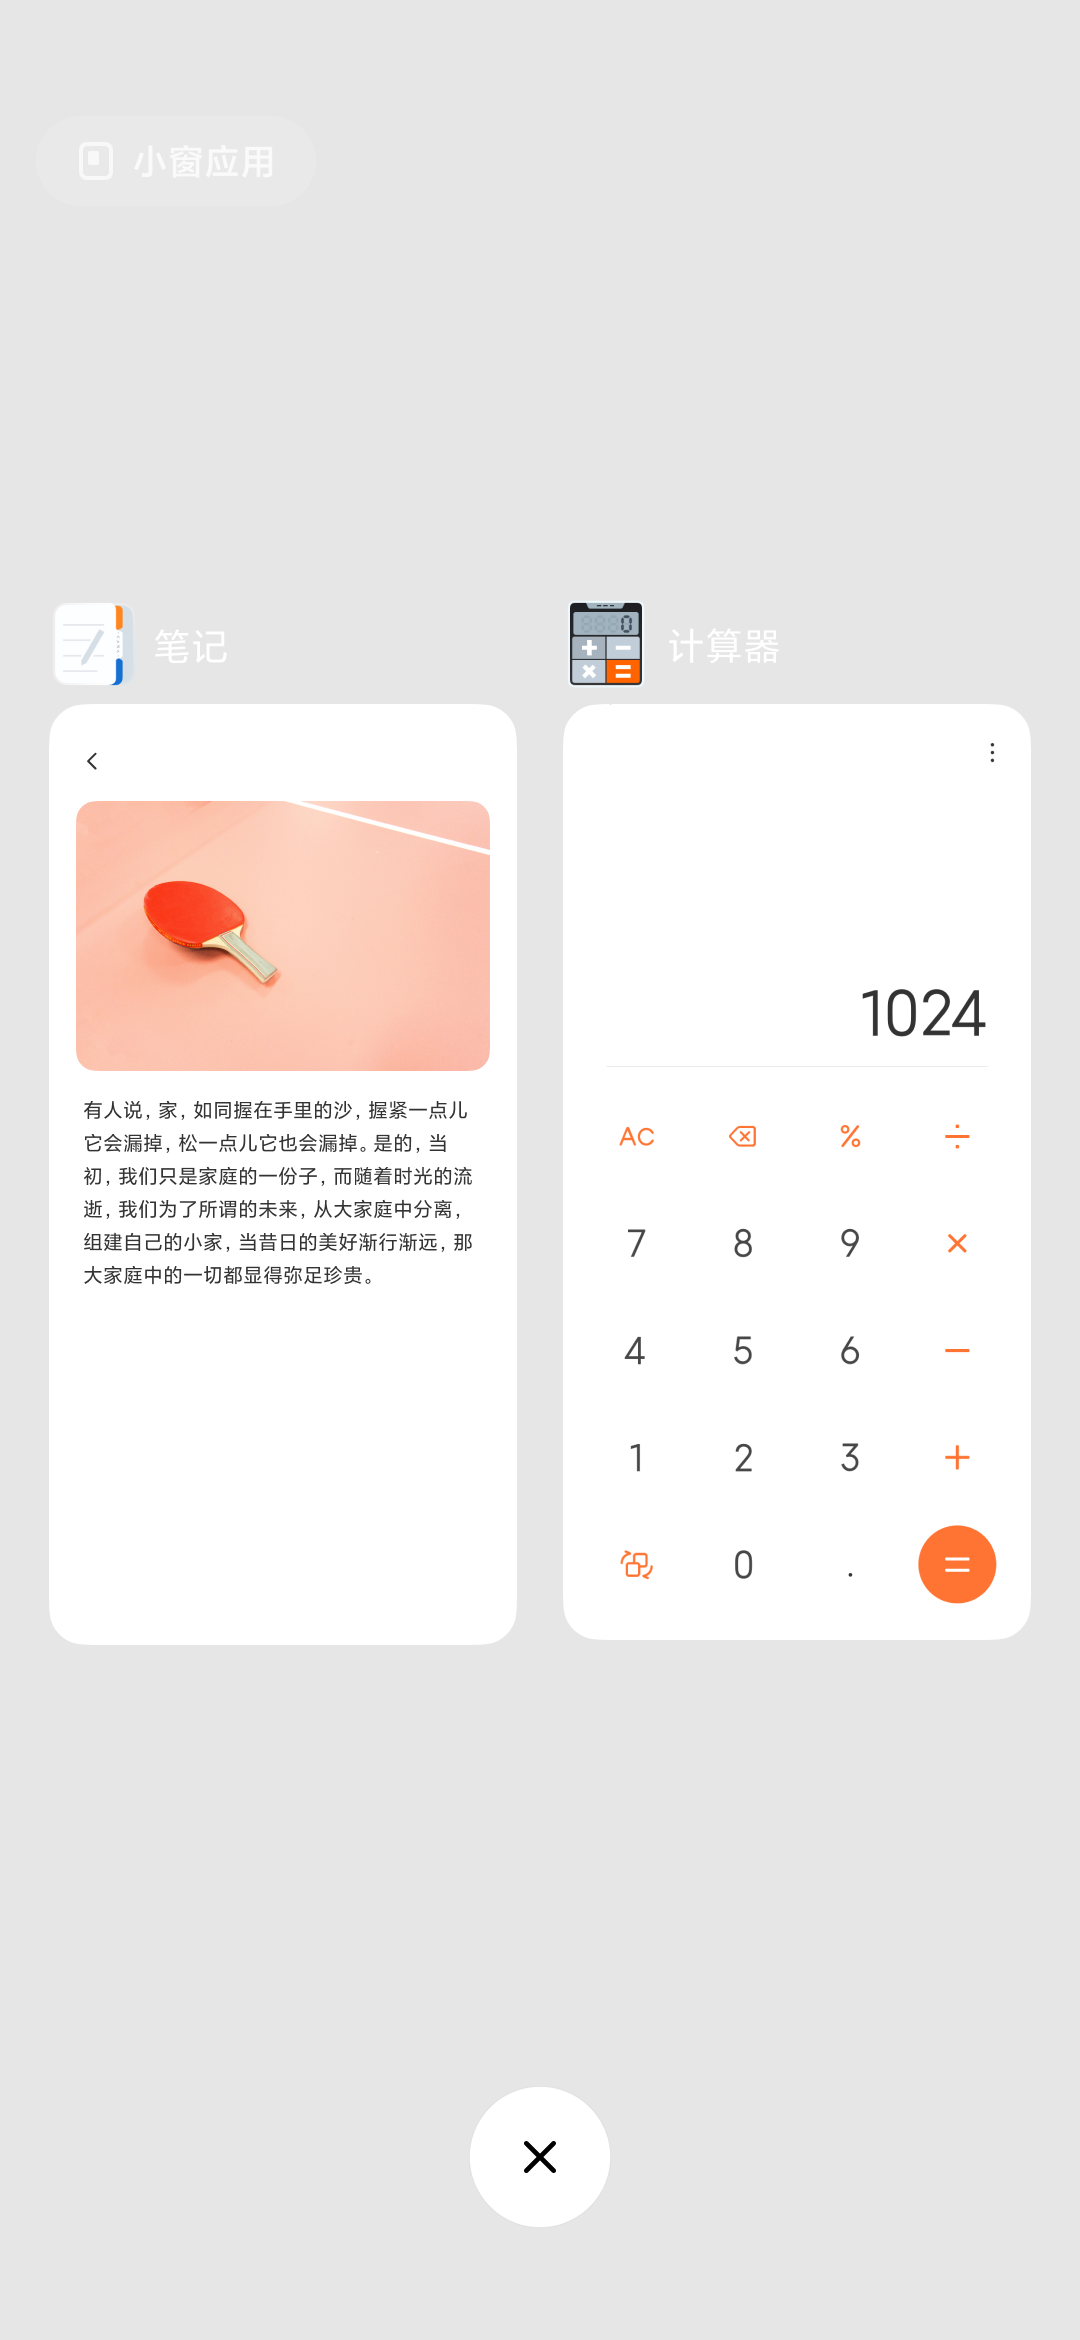 小窗应用
笔记
计算器
有人说，家，如同握在手里的沙，握紧一点儿
它会漏掉，松一点儿它也会漏掉。是的，当
初，我们只是家庭的一份子，而随着时光的流
逝，我们为了所谓的未来，从大家庭中分离，
组建自己的小家，当昔日的美好渐行渐远，那
大家庭中的一切都显得弥足珍贵。
1024
AC % ÷
7 8 9 ×
4 5 6 −
1 2 3 +
0 . =